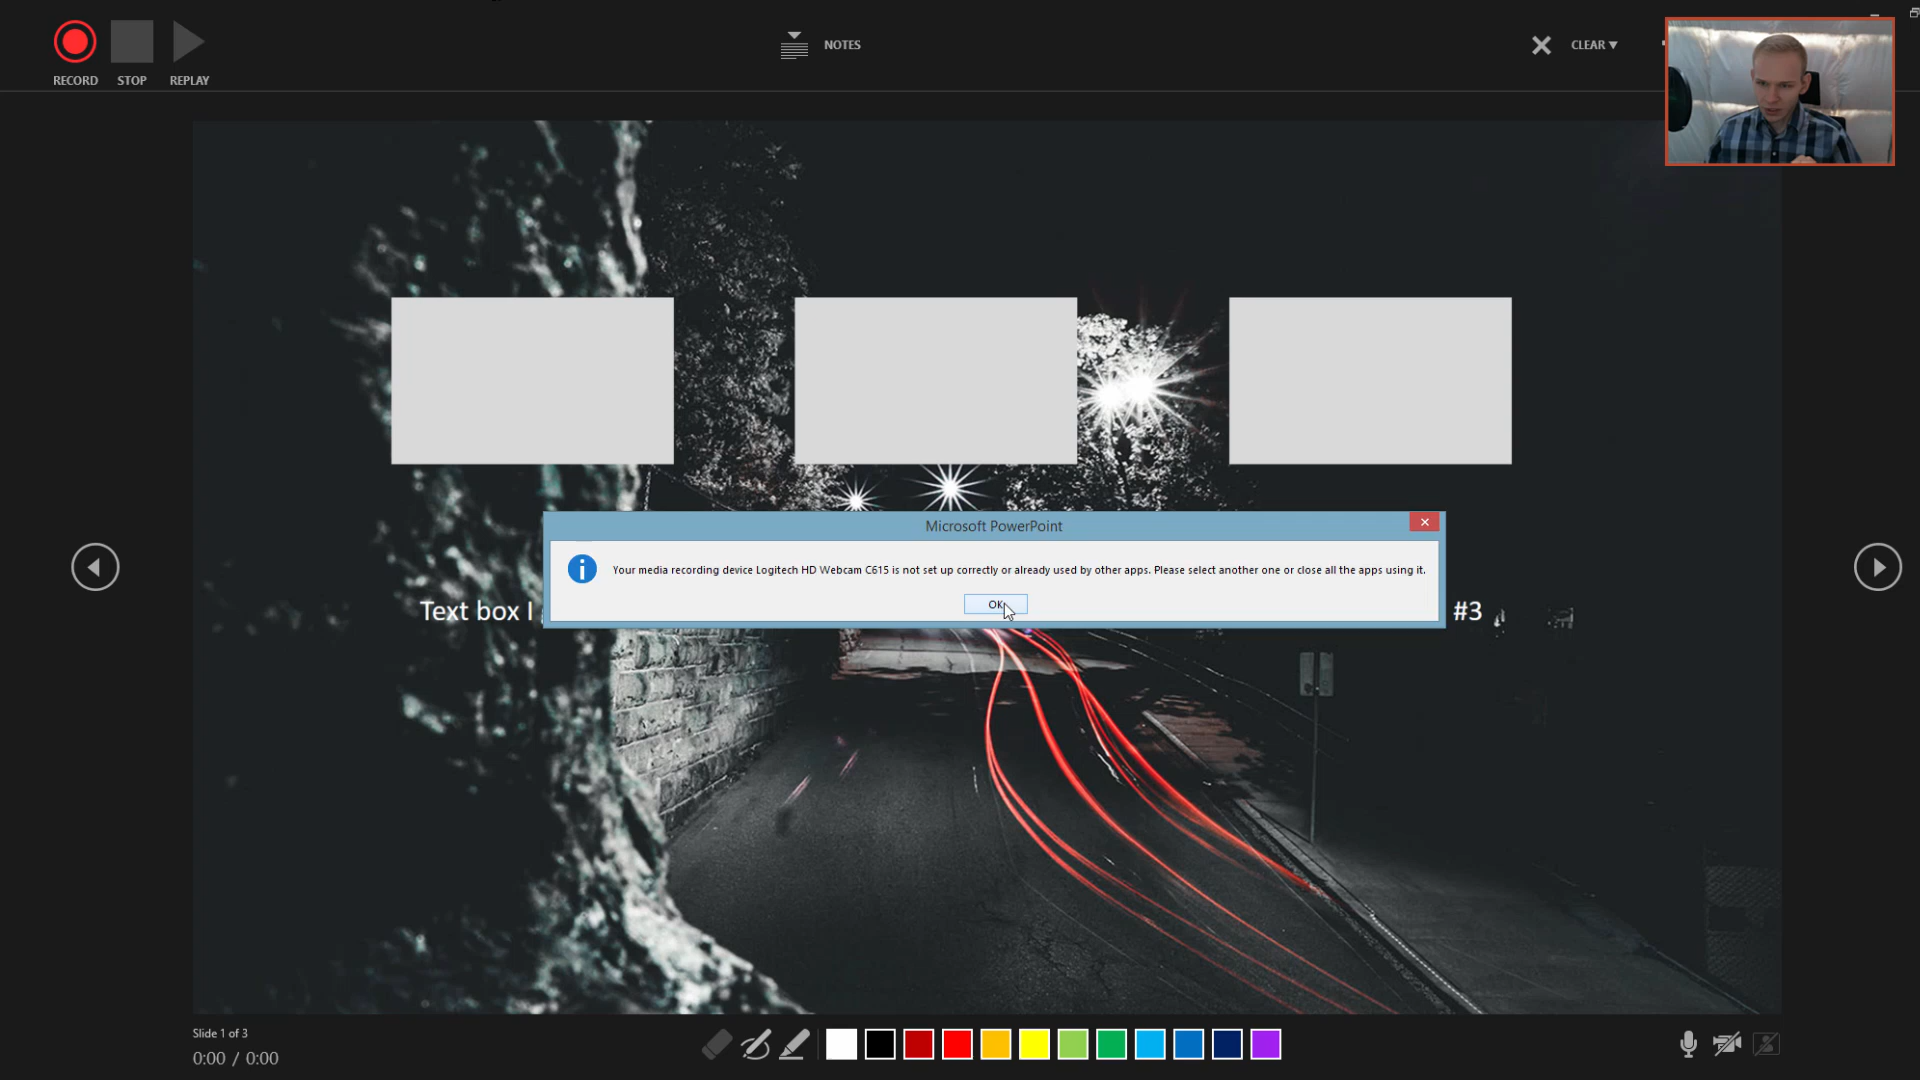 RECORD
STOP
REPLAY
NOTES
CLEAR
Microsoft PowerPoint
Your media recording device Logitech HD Webcam C615 is not set up correctly or already used by other apps. Please select another one or close all the apps using it.
OK
Text box I
#3
Slide 1 of 3
0:00 / 0:00